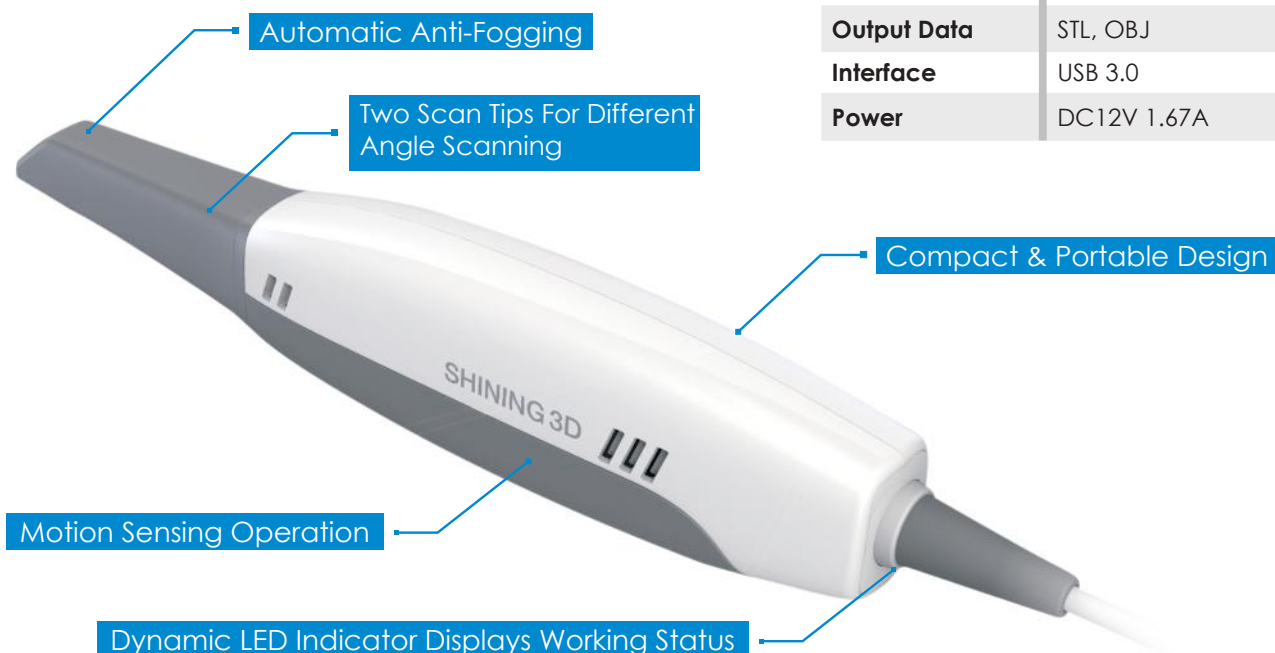 Automatic Anti-Fogging
Output Data STL, OBJ
Interface USB 3.0
Power DC12V 1.67A
Two Scan Tips For Different
Angle Scanning
Compact & Portable Design
SHINING 3D
Motion Sensing Operation
Dynamic LED Indicator Displays Working Status